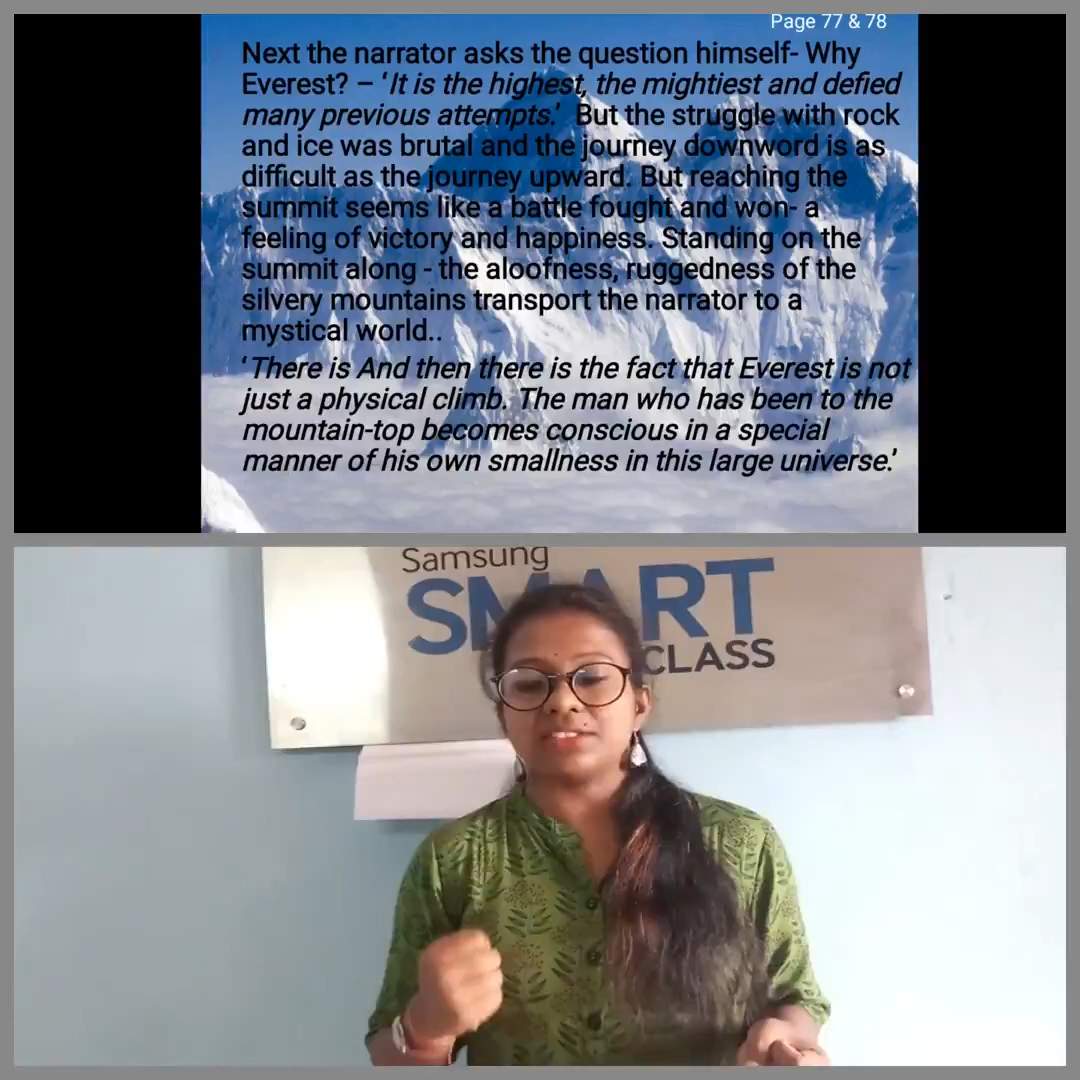 Page 77 & 78
Next the narrator asks the question himself- Why
Everest? – ‘It is the highest, the mightiest and defied
many previous attempts.’ But the struggle with rock
and ice was brutal and the journey downword is as
difficult as the journey upward. But reaching the
summit seems like a battle fought and won- a
feeling of victory and happiness. Standing on the
summit along - the aloofness, ruggedness of the
silvery mountains transport the narrator to a
mystical world..
‘There is And then there is the fact that Everest is not
just a physical climb. The man who has been to the
mountain-top becomes conscious in a special
manner of his own smallness in this large universe.’
Samsung
SMART
CLASS